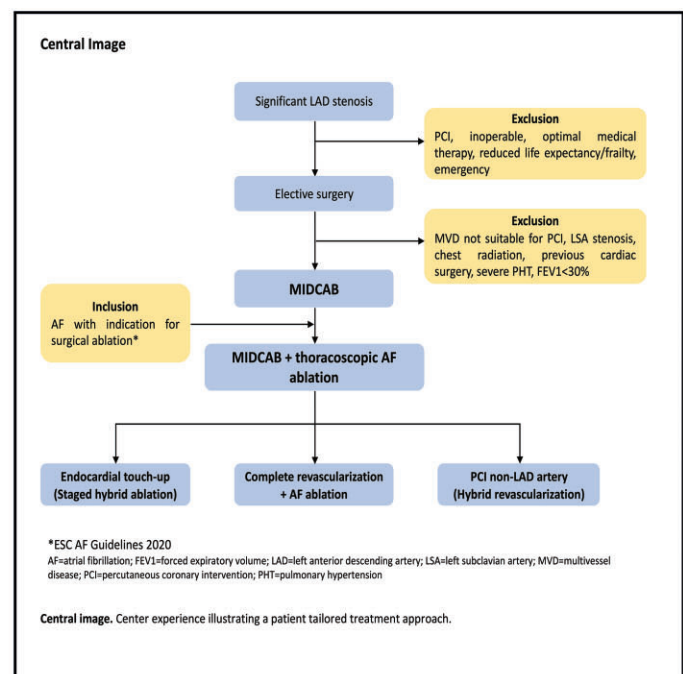 Central Image
Significant LAD stenosis
Exclusion
PCI, inoperable, optimal medical
therapy, reduced life expectancy/frailty,
emergency
Elective surgery
Exclusion
MVD not suitable for PCI, LSA stenosis,
chest radiation, previous cardiac
surgery, severe PHT, FEV1<30%
MIDCAB
Inclusion
AF with indication for
surgical ablation*
MIDCAB + thoracoscopic AF
ablation
Endocardial touch-up
(Staged hybrid ablation)
Complete revascularization
+ AF ablation
PCI non-LAD artery
(Hybrid revascularization)
*ESC AF Guidelines 2020
AF=atrial fibrillation; FEV1=forced expiratory volume; LAD=left anterior descending artery; LSA=left subclavian artery; MVD=multivessel
disease; PCI=percutaneous coronary intervention; PHT=pulmonary hypertension
Central image. Center experience illustrating a patient tailored treatment approach.